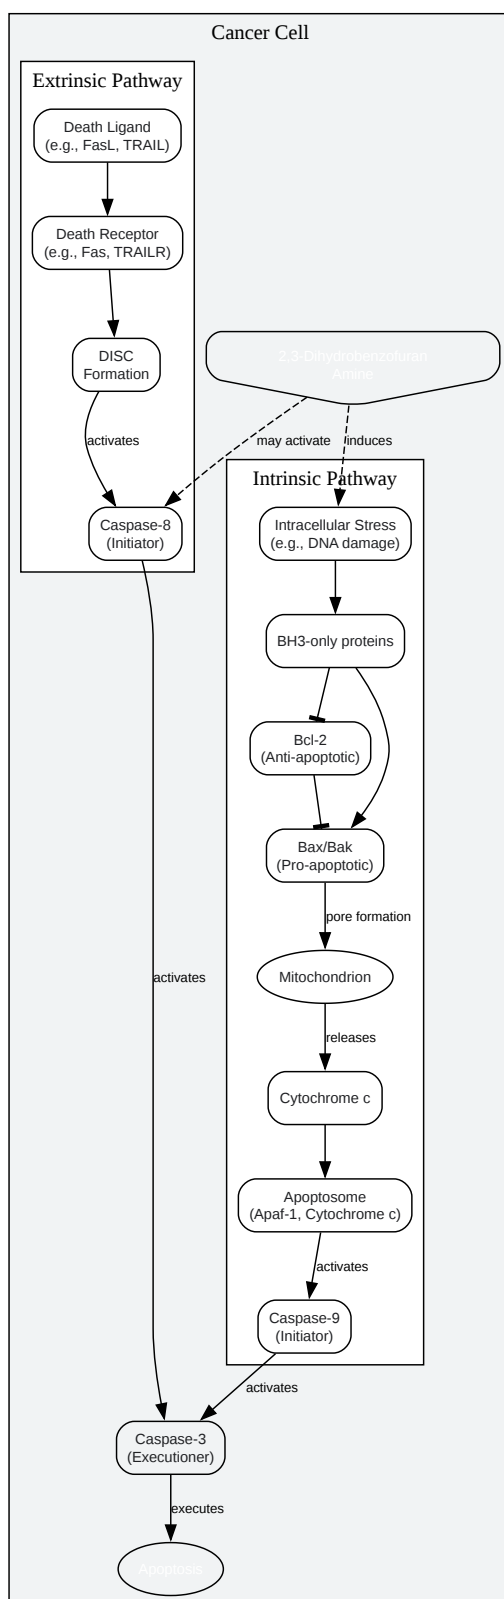 Cancer Cell
Extrinsic Pathway
Death Ligand
(e.g., FasL, TRAIL)
Death Receptor
(e.g., Fas, TRAILR)
DISC
Formation
2,3-Dihydrobenzofuran
Amine
activates
may activate
induces
Intrinsic Pathway
Caspase-8
(Initiator)
Intracellular Stress
(e.g., DNA damage)
BH3-only proteins
Bcl-2
(Anti-apoptotic)
Bax/Bak
(Pro-apoptotic)
pore formation
Mitochondrion
activates
releases
Cytochrome c
Apoptosome
(Apaf-1, Cytochrome c)
activates
Caspase-9
(Initiator)
activates
Caspase-3
(Executioner)
executes
Apoptosis